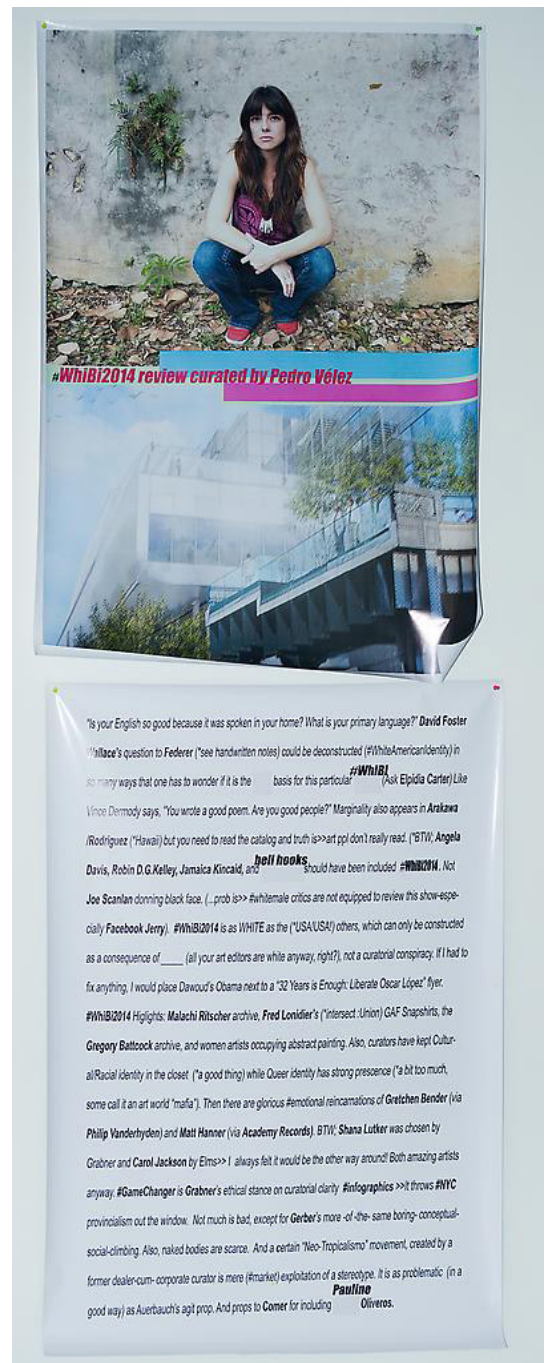 #WhiBi2014 review curated by Pedro Vélez
"Is your English so good because it was spoken in your home? What is your primary language?" David Foster
Wallace's question to Federer (*see handwritten notes) could be deconstructed (#WhiteAmericanIdentity) in
so many ways that one has to wonder if it is the basis for this particular #WhiBi (Ask Elpidia Carter) Like
Vince Dermody says, "You wrote a good poem. Are you good people?" Marginality also appears in Arakawa
/Rodriguez ("Hawaii) but you need to read the catalog and truth is>>art ppl don't really read. (*BTW; Angela
Davis, Robin D.G.Kelley, Jamaica Kincaid, and bell hooks should have been included #WhiBi2014. Not
Joe Scanlan donning black face. (...prob is>> #whitemale critics are not equipped to review this show-espe-
cially Facebook Jerry). #WhiBi2014 is as WHITE as the (*USA/USA!) others, which can only be constructed
as a consequence of _____ (all your art editors are white anyway, right?), not a curatorial conspiracy. If I had to
fix anything, I would place Dawoud's Obama next to a "32 Years is Enough: Liberate Oscar López" flyer.
#WhiBi2014 Higlights: Malachi Ritscher archive, Fred Lonidier's (*intersect :Union) GAF Snapshirts, the
Gregory Battcock archive, and women artists occupying abstract painting. Also, curators have kept Cultur-
al/Racial identity in the closet (*a good thing) while Queer identity has strong prescence (*a bit too much,
some call it an art world "mafia"). Then there are glorious #emotional reincarnations of Gretchen Bender (via
Philip Vanderhyden) and Matt Hanner (via Academy Records). BTW; Shana Lutker was chosen by
Grabner and Carol Jackson by Elms>> I always felt it would be the other way around! Both amazing artists
anyway. #GameChanger is Grabner's ethical stance on curatorial clarity #infographics >>it throws #NYC
provincialism out the window. Not much is bad, except for Gerber's more -of -the- same boring- conceptual-
social-climbing. Also, naked bodies are scarce. And a certain "Neo-Tropicalismo" movement, created by a
former dealer-cum- corporate curator is mere (#market) exploitation of a stereotype. It is as problematic (in a
good way) as Auerbauch's agit prop. And props to Comer for including Pauline Oliveros.